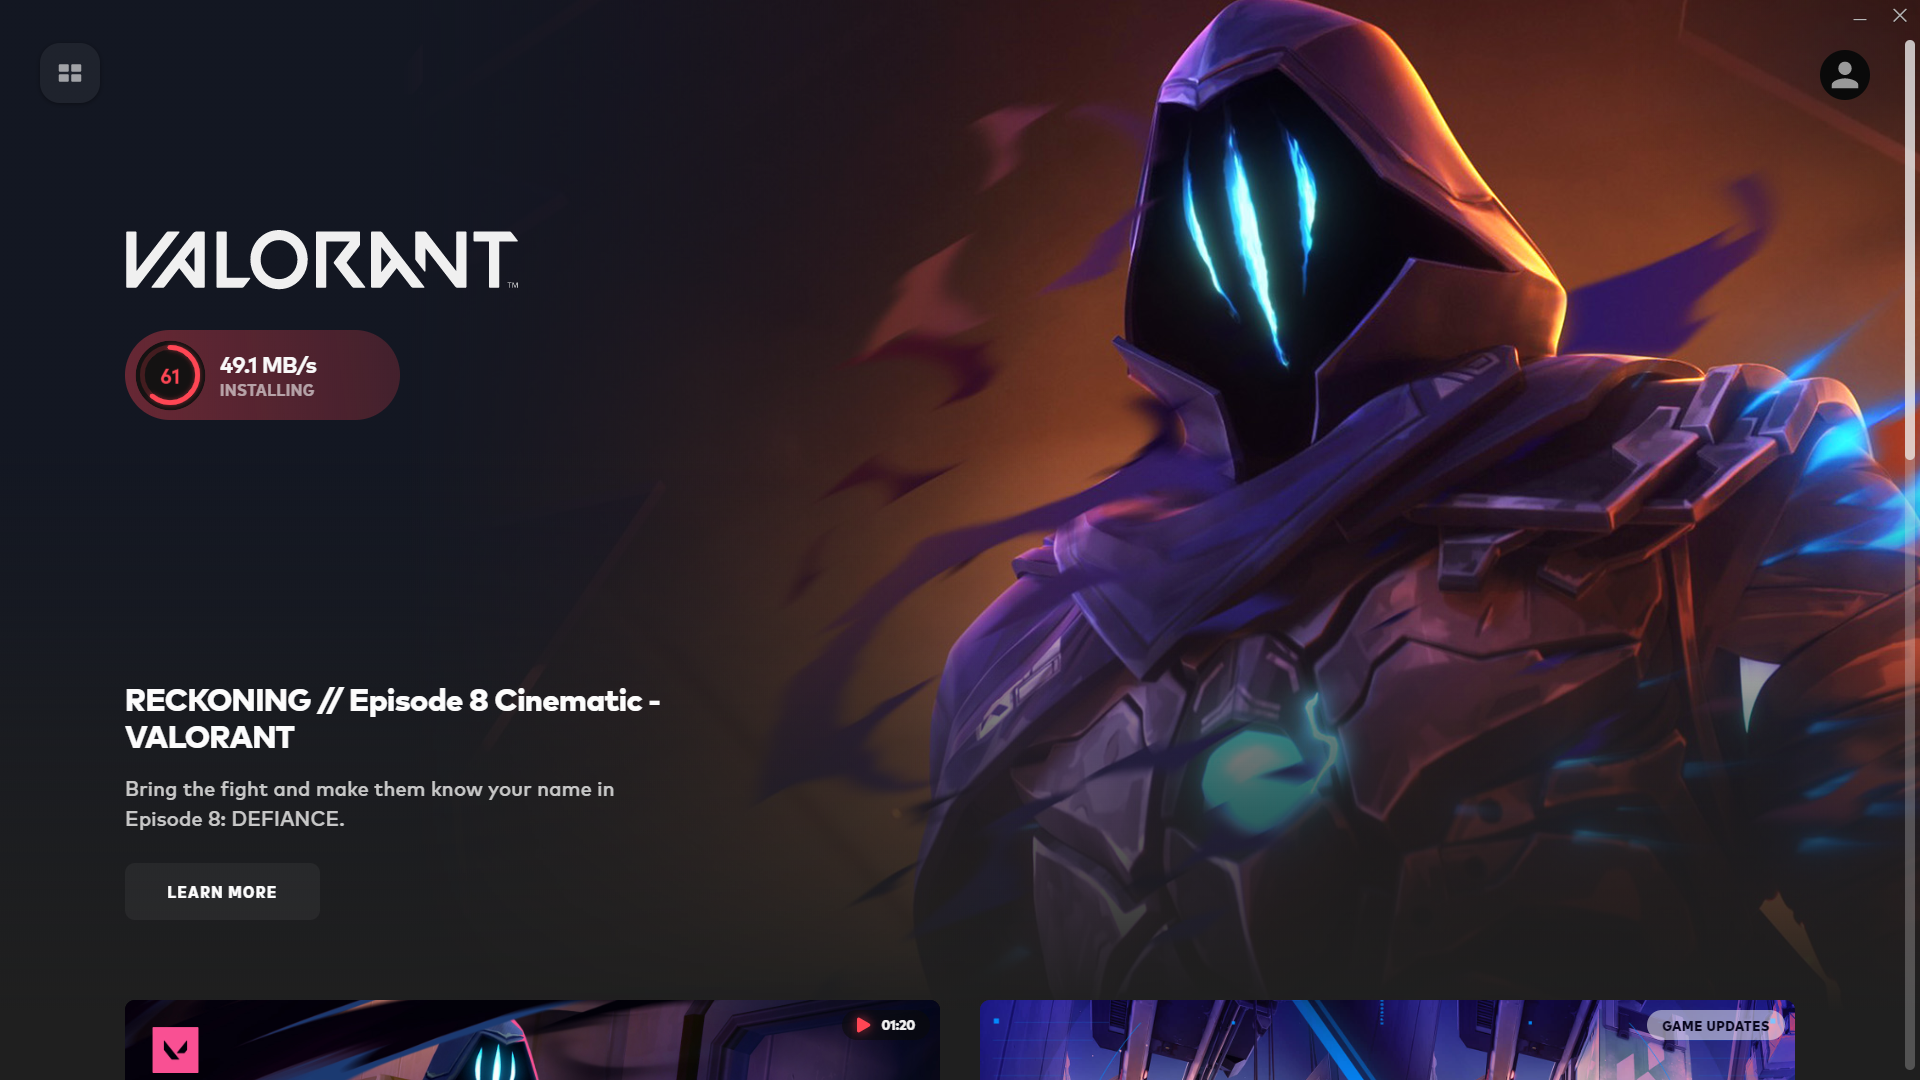 VALORANT™
61
49.1 MB/s
INSTALLING
RECKONING // Episode 8 Cinematic -
VALORANT
Bring the fight and make them know your name in
Episode 8: DEFIANCE.
LEARN MORE
01:20
GAME UPDATES